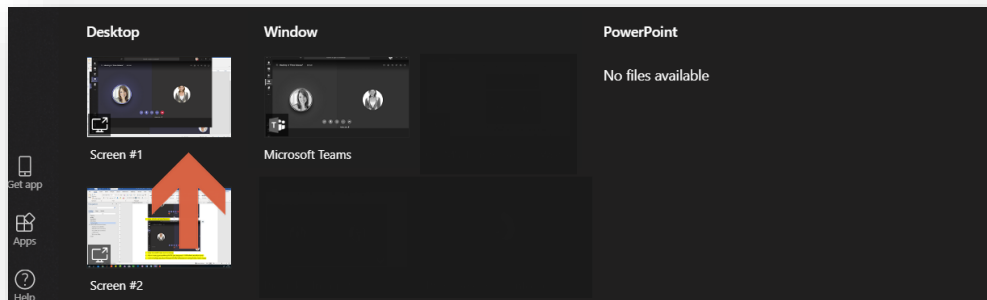 Desktop
Window
PowerPoint
No files available
Screen #1
Microsoft Teams
Get app
Apps
Screen #2
Help